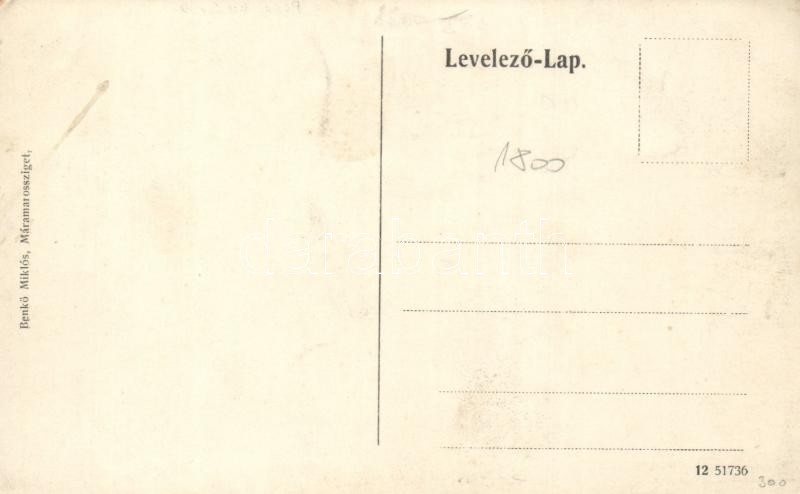 Levelező-Lap.
1800
Benkő Miklós, Máramarossziget,
12 51736
300